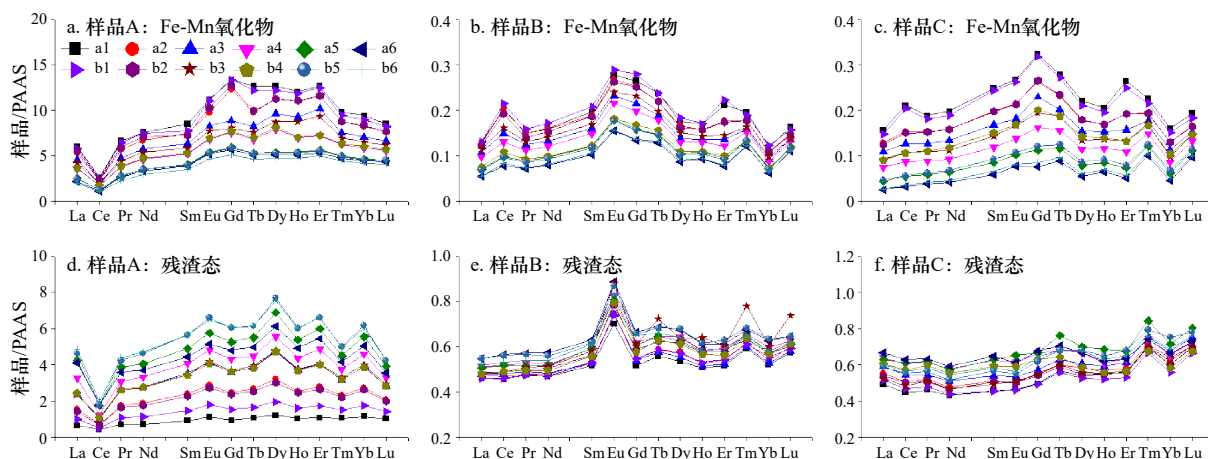 a. 样品A：Fe-Mn氧化物
a1 a2 a3 a4 a5 a6
b1 b2 b3 b4 b5 b6
样品/PAAS
20
15
10
5
0
La Ce Pr Nd Sm Eu Gd Tb Dy Ho Er Tm Yb Lu
b. 样品B：Fe-Mn氧化物
0.4
0.3
0.2
0.1
0.0
La Ce Pr Nd Sm Eu Gd Tb Dy Ho Er Tm Yb Lu
c. 样品C：Fe-Mn氧化物
0.4
0.3
0.2
0.1
0.0
La Ce Pr Nd Sm Eu Gd Tb Dy Ho Er Tm Yb Lu
d. 样品A：残渣态
样品/PAAS
10
8
6
4
2
0
La Ce Pr Nd Sm Eu Gd Tb Dy Ho Er Tm Yb Lu
e. 样品B：残渣态
1.0
0.8
0.6
0.4
0.2
La Ce Pr Nd Sm Eu Gd Tb Dy Ho Er Tm Yb Lu
f. 样品C：残渣态
1.2
1.0
0.8
0.6
0.4
0.2
La Ce Pr Nd Sm Eu Gd Tb Dy Ho Er Tm Yb Lu